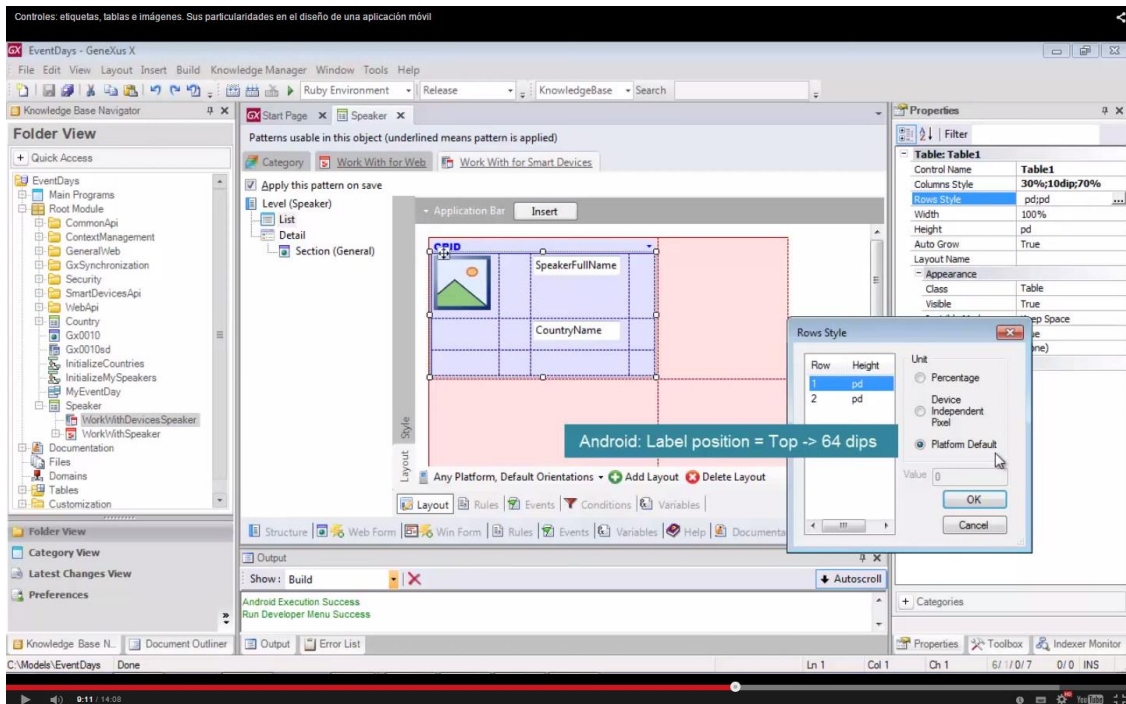 Controles: etiquetas, tablas e imágenes. Sus particularidades en el diseño de una aplicación móvil
EventDays - GeneXus X
File Edit View Layout Insert Build Knowledge Manager Window Tools Help
Ruby Environment Release KnowledgeBase Search
Knowledge Base Navigator
Folder View
+ Quick Access
EventDays
Main Programs
Root Module
CommonApi
ContextManagement
GeneralWeb
GxSynchronization
Security
SmartDevicesApi
WebApi
Country
Gx0010
Gx0010sd
InitializeCountries
InitializeMySpeakers
MyEventDay
Speaker
WorkWithDevicesSpeaker
WorkWithSpeaker
Documentation
Files
Domains
Tables
Customization
Folder View
Category View
Latest Changes View
Preferences
Knowledge Base N... Document Outliner
Start Page Speaker
Patterns usable in this object (underlined means pattern is applied)
Category Work With for Web Work With for Smart Devices
Apply this pattern on save
Level (Speaker)
List
Detail
Section (General)
Application Bar Insert
GRID
SpeakerFullName
CountryName
Style
Layout
Any Platform, Default Orientations Add Layout Delete Layout
Layout Rules Events Conditions Variables
Structure Web Form Win Form Rules Events Variables Help Documenta
Output
Show: Build Autoscroll
Android Execution Success
Run Developer Menu Success
Output Error List
Properties
Filter
Table: Table1
Control Name Table1
Columns Style 30%;10dip;70%
Rows Style pd;pd ...
Width 100%
Height pd
Auto Grow True
Layout Name
Appearance
Class Table
Visible True
Keep Space
Rows Style
Row Height
1 pd
2 pd
Unit
Percentage
Device Independent Pixel
Platform Default
Value 0
OK
Cancel
Android: Label position = Top -> 64 dips
+ Categories
Properties Toolbox Indexer Monitor
C:\Models\EventDays Done Ln 1 Col 1 Ch 1 6/1/0/7 0/0 INS
9:11 / 14:08
YouTube